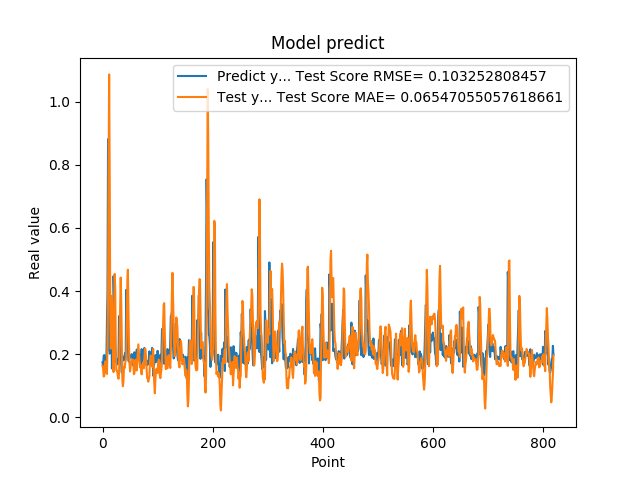 Model predict
Predict y... Test Score RMSE= 0.103252808457
Test y... Test Score MAE= 0.06547055057618661
Real value
1.0
0.8
0.6
0.4
0.2
0.0
0 200 400 600 800
Point